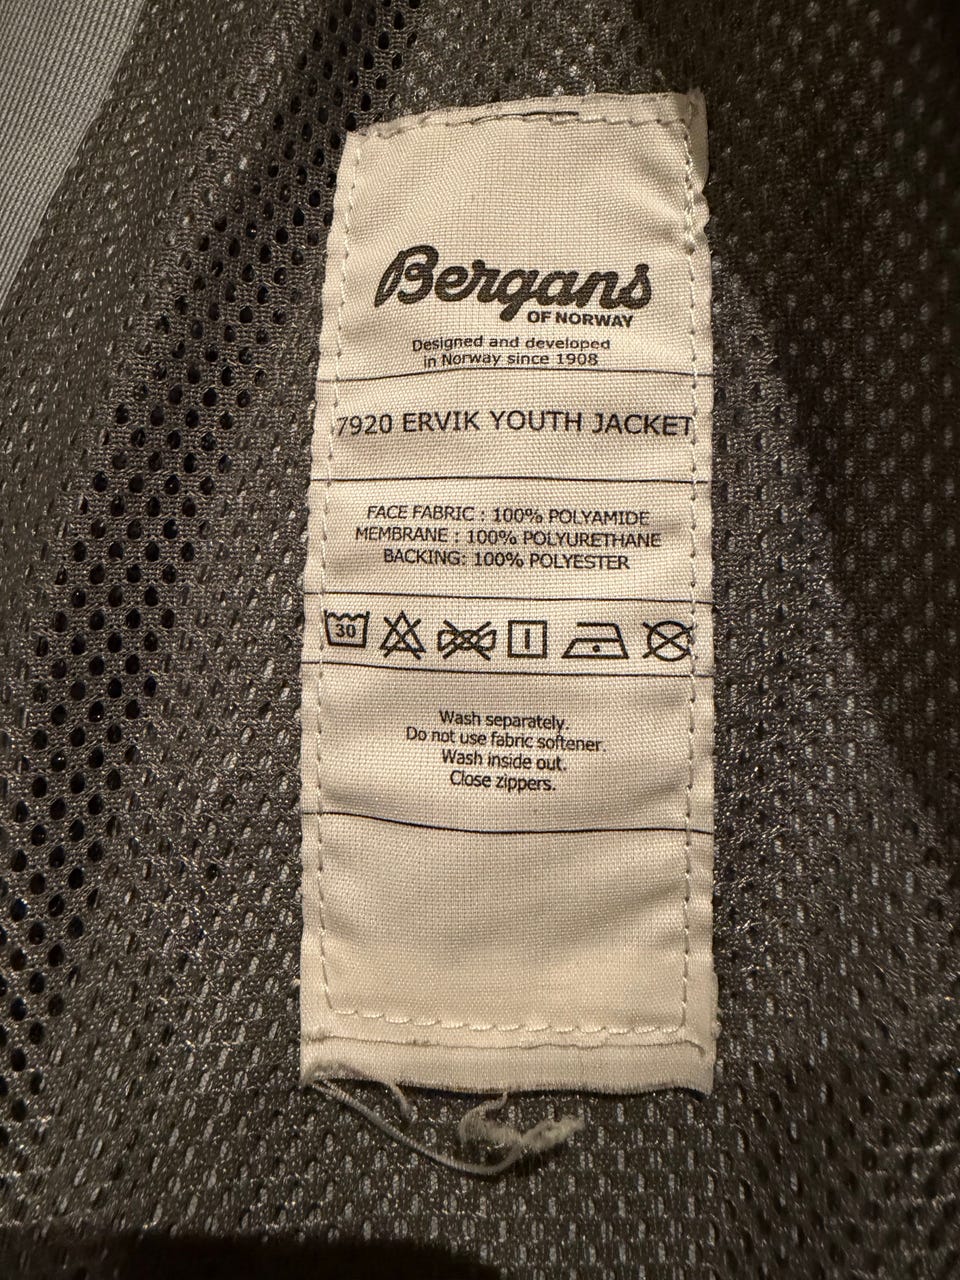 Bergans
OF NORWAY
Designed and developed
in Norway since 1908
7920 ERVIK YOUTH JACKET
FACE FABRIC : 100% POLYAMIDE
MEMBRANE : 100% POLYURETHANE
BACKING: 100% POLYESTER
30
Wash separately.
Do not use fabric softener.
Wash inside out.
Close zippers.